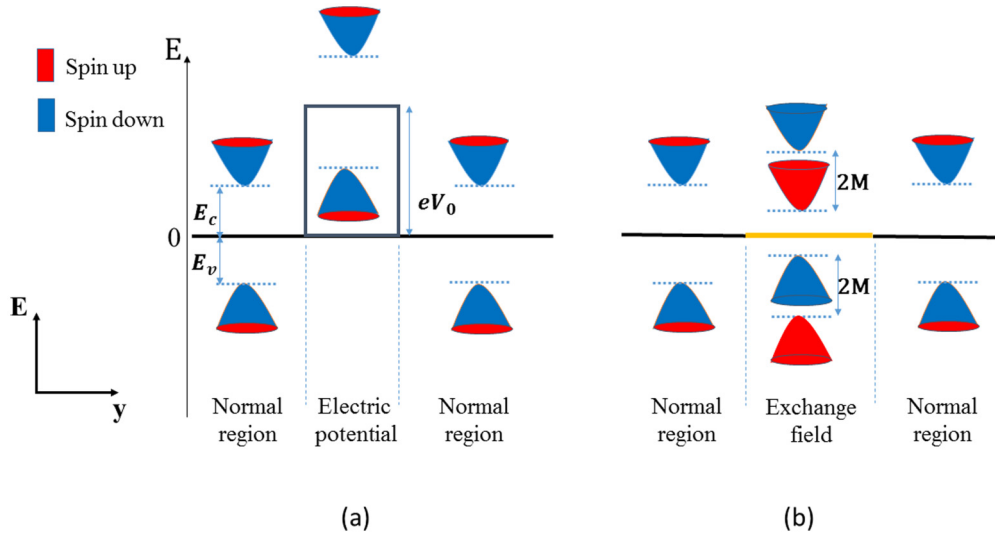 E
Spin up
Spin down
E_c
eV_0
2M
0
E_v
2M
E
y
Normal
region
Electric
potential
Normal
region
Normal
region
Exchange
field
Normal
region
(a)
(b)